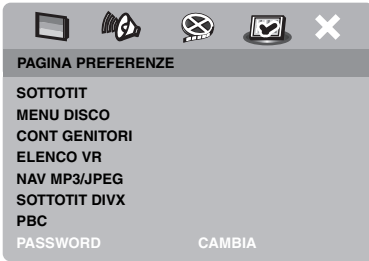 PAGINA PREFERENZE
SOTTOTIT
MENU DISCO
CONT GENITORI
ELENCO VR
NAV MP3/JPEG
SOTTOTIT DIVX
PBC
PASSWORD CAMBIA